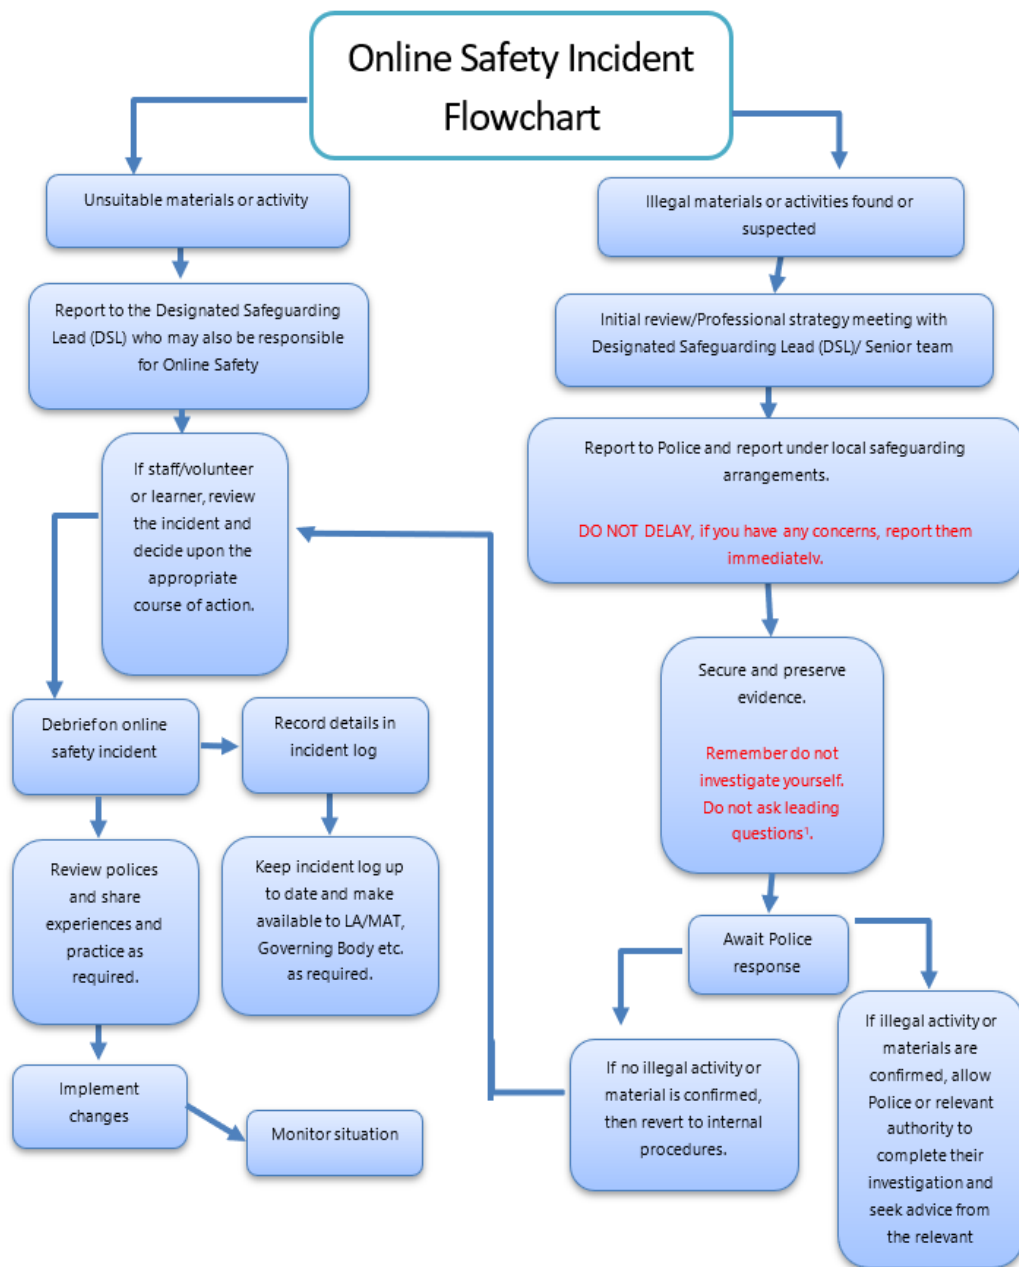 Online Safety Incident
Flowchart
Unsuitable materials or activity
Report to the Designated Safeguarding
Lead (DSL) who may also be responsible
for Online Safety
If staff/volunteer
or learner, review
the incident and
decide upon the
appropriate
course of action.
Debrief on online
safety incident
Record details in
incident log
Review polices
and share
experiences and
practice as
required.
Keep incident log up
to date and make
available to LA/MAT,
Governing Body etc.
as required.
Implement
changes
Monitor situation
Illegal materials or activities found or
suspected
Initial review/Professional strategy meeting with
Designated Safeguarding Lead (DSL)/ Senior team
Report to Police and report under local safeguarding
arrangements.
DO NOT DELAY, if you have any concerns, report them
immediately.
Secure and preserve
evidence.
Remember do not
investigate yourself.
Do not ask leading
questions¹.
Await Police
response
If no illegal activity or
material is confirmed,
then revert to internal
procedures.
If illegal activity or
materials are
confirmed, allow
Police or relevant
authority to
complete their
investigation and
seek advice from
the relevant